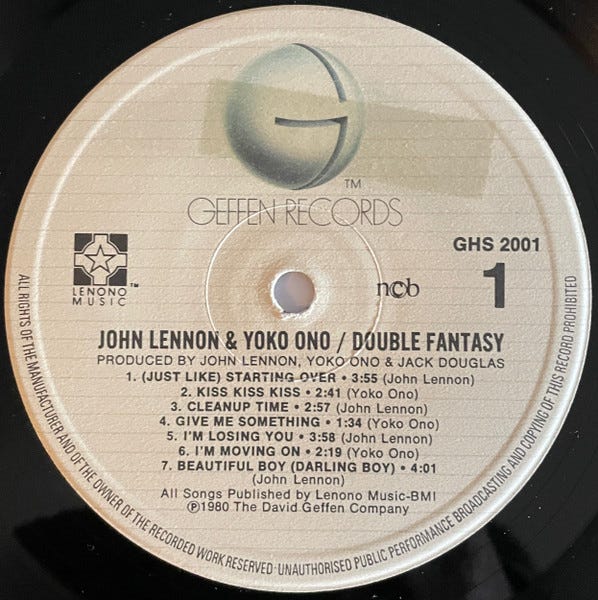 G
TM
GEFFEN RECORDS
GHS 2001
1
LENONO
MUSIC
TM
ncb
JOHN LENNON & YOKO ONO / DOUBLE FANTASY
PRODUCED BY JOHN LENNON, YOKO ONO & JACK DOUGLAS
1. (JUST LIKE) STARTING OVER • 3:55 (John Lennon)
2. KISS KISS KISS • 2:41 (Yoko Ono)
3. CLEANUP TIME • 2:57 (John Lennon)
4. GIVE ME SOMETHING • 1:34 (Yoko Ono)
5. I'M LOSING YOU • 3:58 (John Lennon)
6. I'M MOVING ON • 2:19 (Yoko Ono)
7. BEAUTIFUL BOY (DARLING BOY) • 4:01
(John Lennon)
All Songs Published by Lenono Music-BMI
℗1980 The David Geffen Company
ALL RIGHTS OF THE MANUFACTURER AND OF THE OWNER OF THE RECORDED WORK RESERVED · UNAUTHORISED PUBLIC PERFORMANCE BROADCASTING AND COPYING OF THIS RECORD PROHIBITED